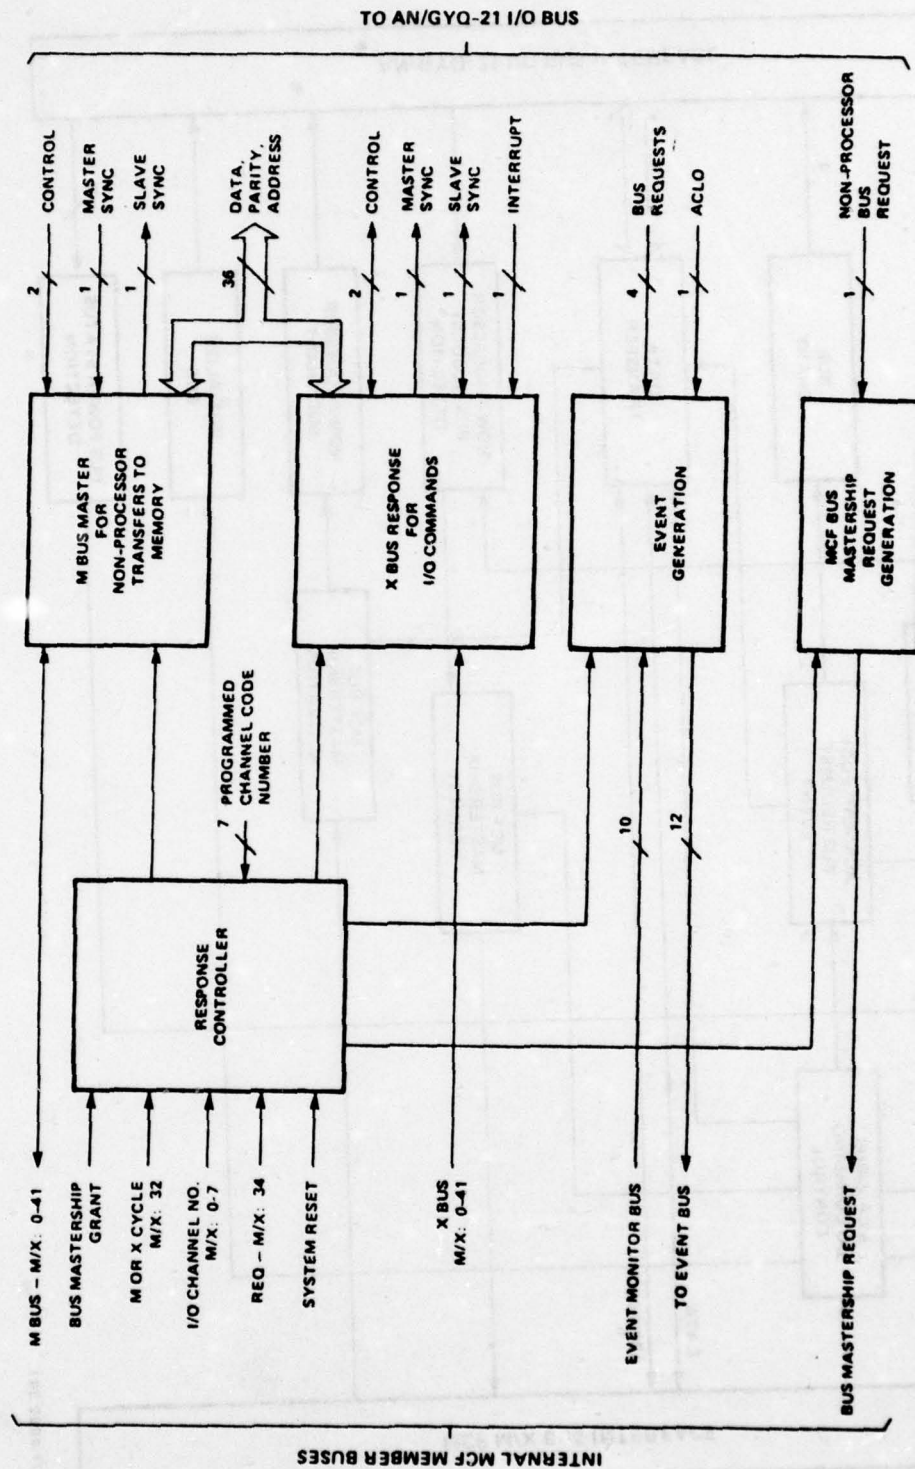 TO AN/GYQ-21 I/O BUS
CONTROL
2
MASTER
SYNC
1
SLAVE
SYNC
1
DATA,
PARITY,
ADDRESS
36
CONTROL
2
MASTER
SYNC
1
SLAVE
SYNC
1
INTERRUPT
1
BUS
REQUESTS
4
ACLO
1
NON-PROCESSOR
BUS
REQUEST
1
M BUS MASTER
FOR
NON-PROCESSOR
TRANSFERS TO
MEMORY
X BUS RESPONSE
FOR
I/O COMMANDS
EVENT
GENERATION
MCF BUS
MASTERSHIP
REQUEST
GENERATION
7
PROGRAMMED
CHANNEL CODE
NUMBER
10
12
RESPONSE
CONTROLLER
M BUS – M/X: 0-41
BUS MASTERSHIP
GRANT
M OR X CYCLE
M/X: 32
I/O CHANNEL NO.
M/X: 0-7
REQ – M/X: 34
SYSTEM RESET
X BUS
M/X: 0-41
EVENT MONITOR BUS
TO EVENT BUS
BUS MASTERSHIP REQUEST
INTERNAL MCF MEMBER BUSES